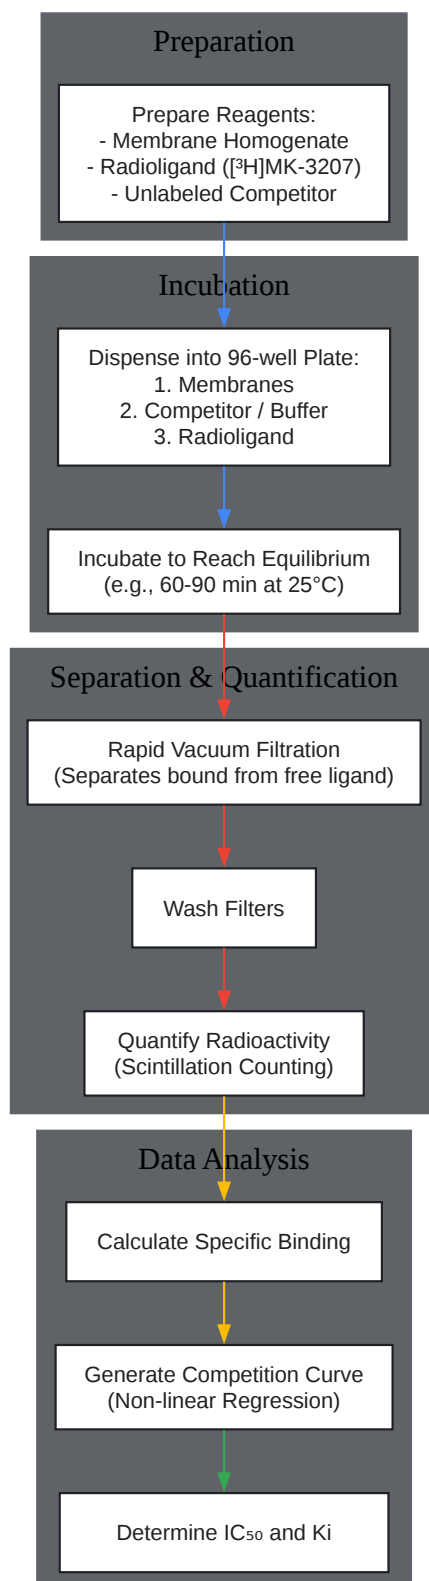 Preparation
Prepare Reagents:
- Membrane Homogenate
- Radioligand ([³H]MK-3207)
- Unlabeled Competitor
Incubation
Dispense into 96-well Plate:
1. Membranes
2. Competitor / Buffer
3. Radioligand
Incubate to Reach Equilibrium
(e.g., 60-90 min at 25°C)
Separation & Quantification
Rapid Vacuum Filtration
(Separates bound from free ligand)
Wash Filters
Quantify Radioactivity
(Scintillation Counting)
Data Analysis
Calculate Specific Binding
Generate Competition Curve
(Non-linear Regression)
Determine IC₅₀ and Ki